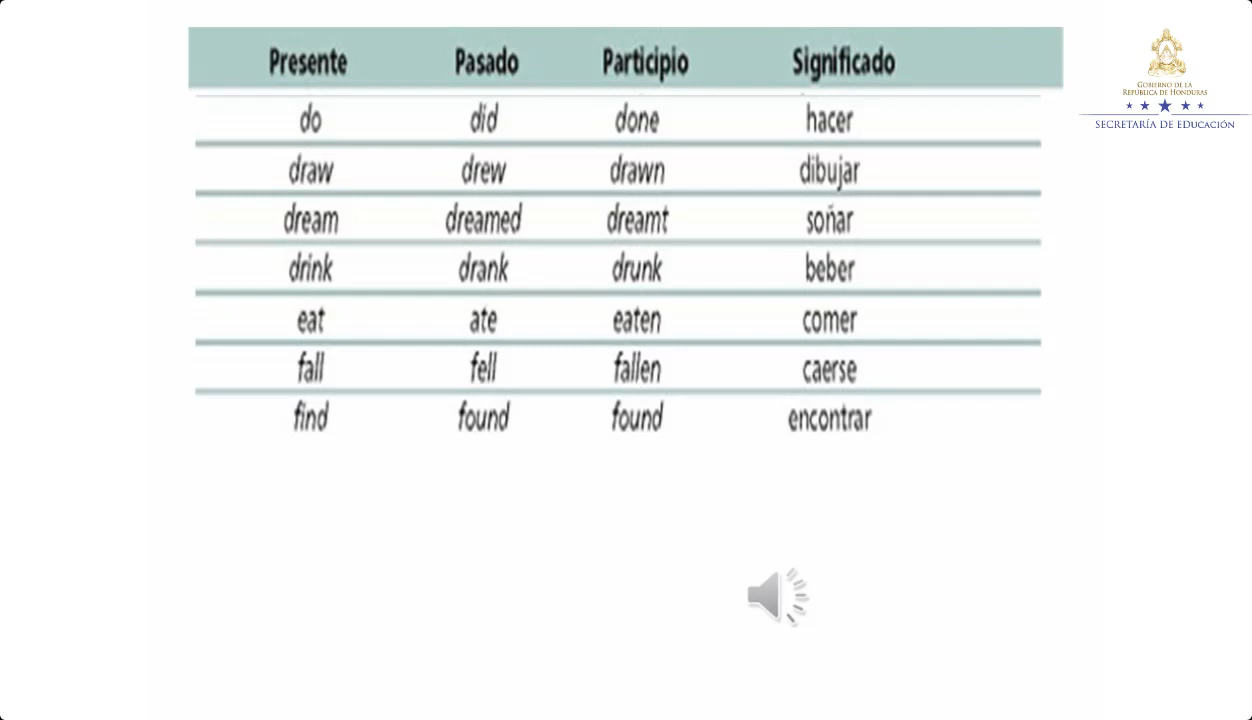 Presente Pasado Participio Significado
do did done hacer
draw drew drawn dibujar
dream dreamed dreamt soñar
drink drank drunk beber
eat ate eaten comer
fall fell fallen caerse
find found found encontrar
GOBIERNO DE LA
REPÚBLICA DE HONDURAS
SECRETARÍA DE EDUCACIÓN